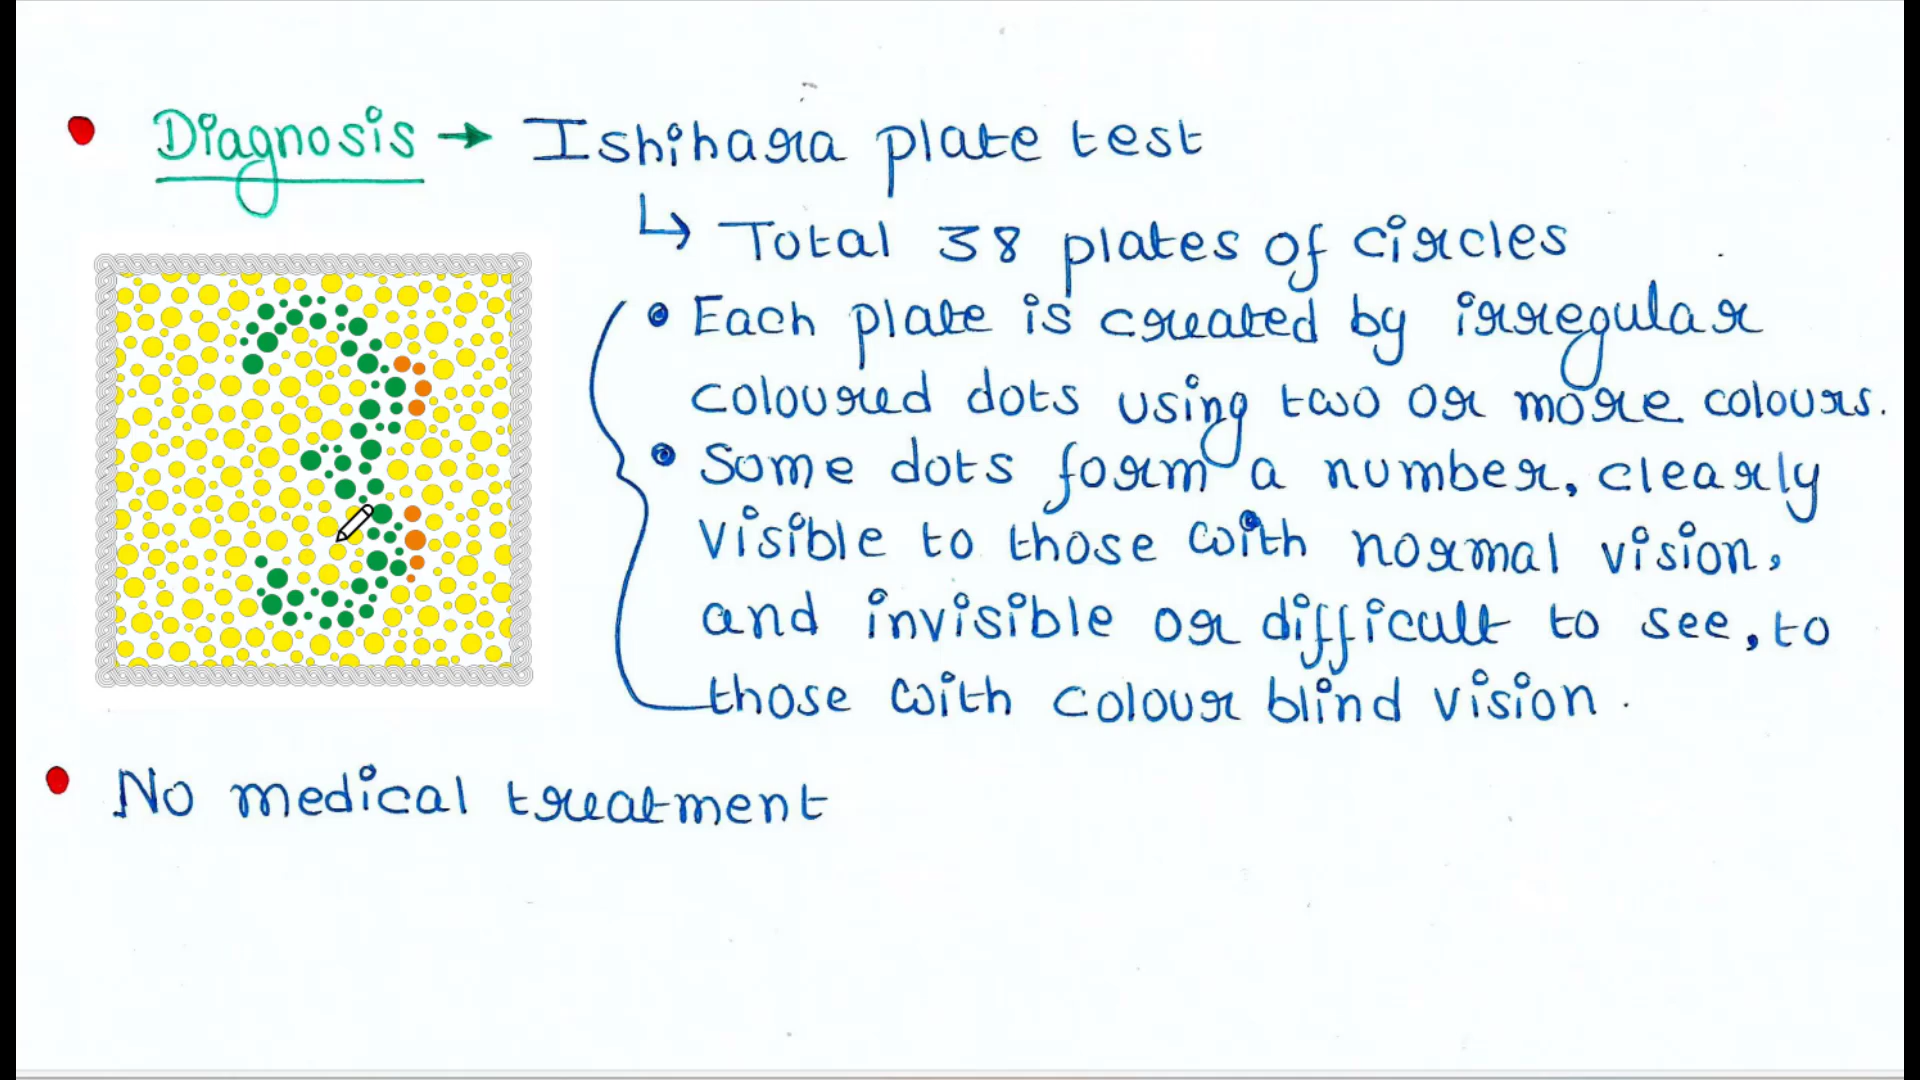 Diagnosis → Ishihara plate test
↳ Total 38 plates of circles
• Each plate is created by irregular
coloured dots using two or more colours.
• Some dots form a number, clearly
visible to those with normal vision,
and invisible or difficult to see, to
those with colour blind vision.
3
• No medical treatment